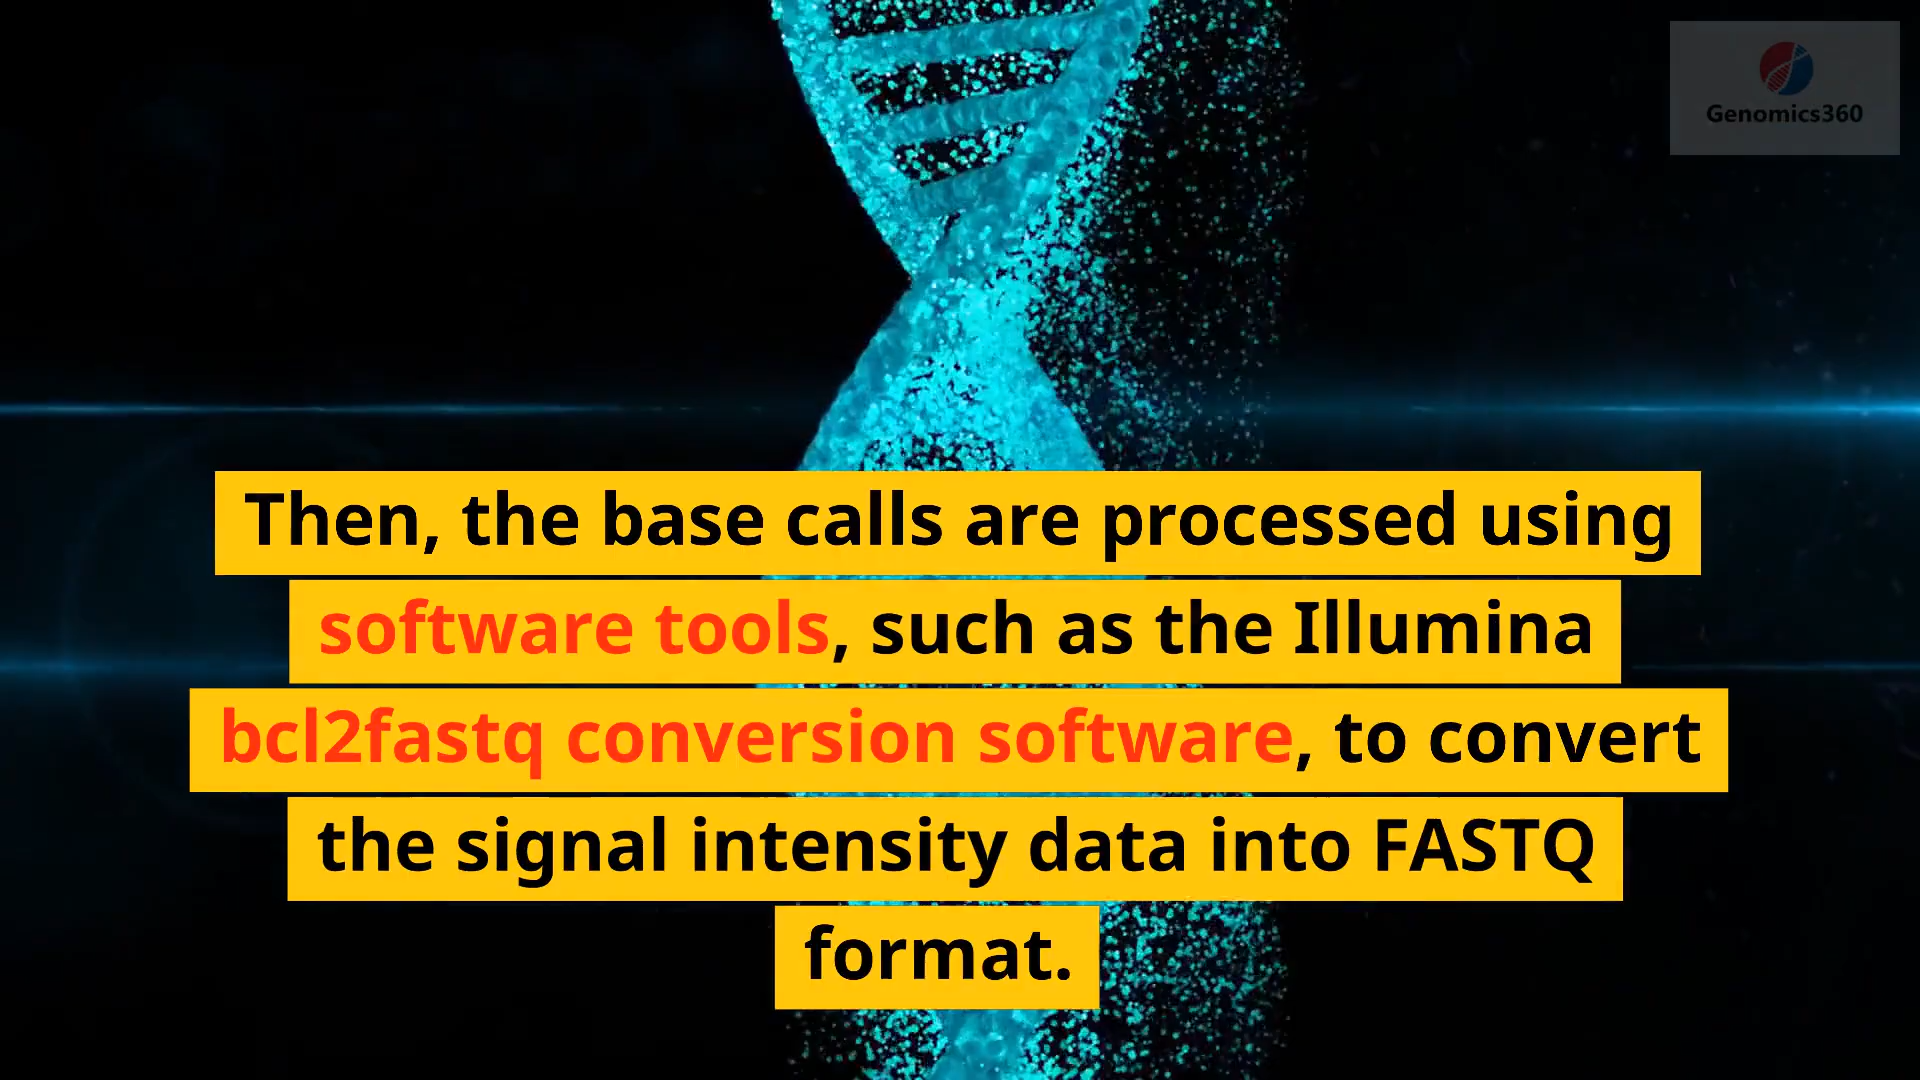 Genomics360
Then, the base calls are processed using
software tools, such as the Illumina
bcl2fastq conversion software, to convert
the signal intensity data into FASTQ
format.